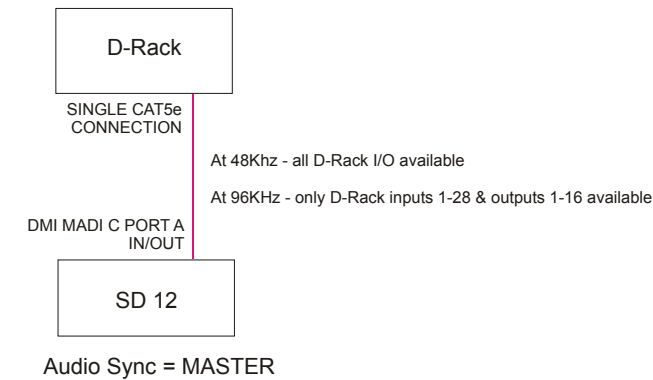 D-Rack
SINGLE CAT5e
CONNECTION
At 48Khz - all D-Rack I/O available
At 96KHz - only D-Rack inputs 1-28 & outputs 1-16 available
DMI MADI C PORT A
IN/OUT
SD 12
Audio Sync = MASTER